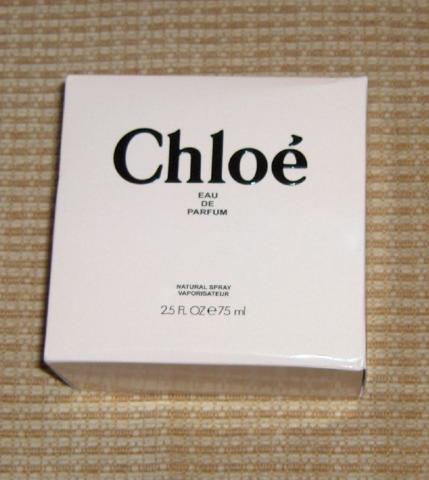 Chloé
EAU
DE
PARFUM
NATURAL SPRAY
VAPORISATEUR
2.5 FL. OZ e 75 ml